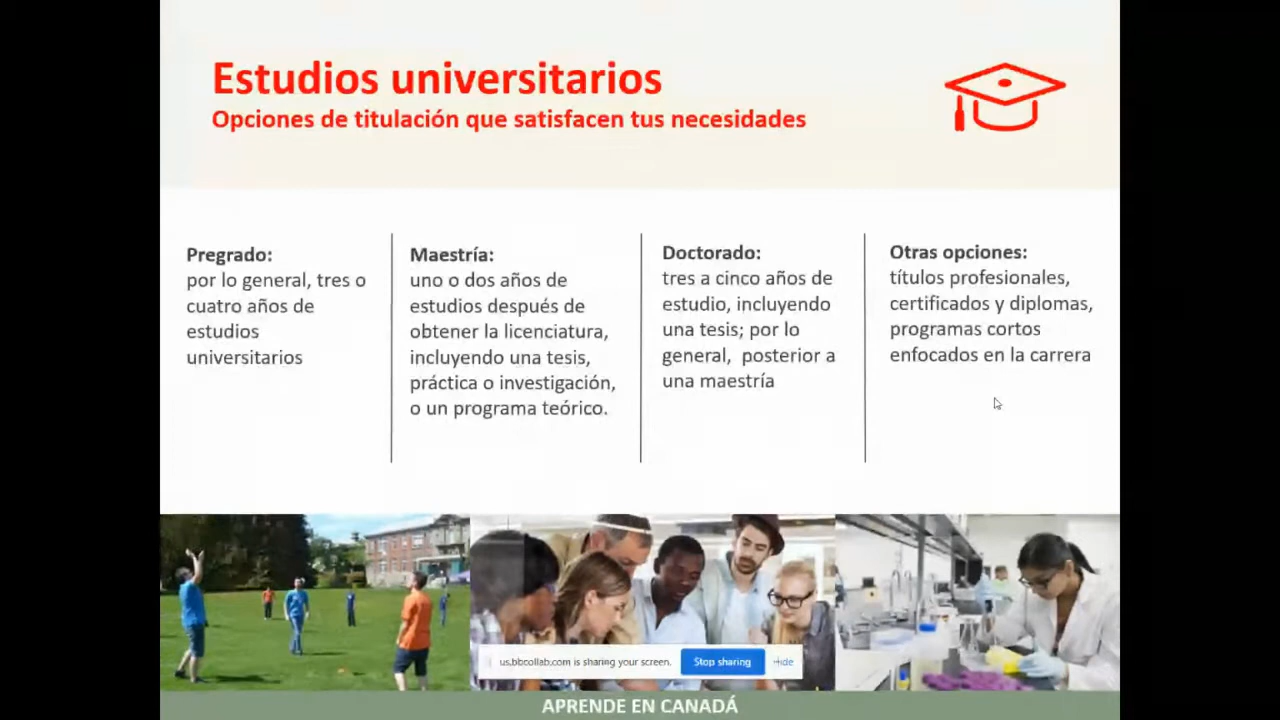 Estudios universitarios
Opciones de titulación que satisfacen tus necesidades
Pregrado:
por lo general, tres o
cuatro años de
estudios
universitarios
Maestría:
uno o dos años de
estudios después de
obtener la licenciatura,
incluyendo una tesis,
práctica o investigación,
o un programa teórico.
Doctorado:
tres a cinco años de
estudio, incluyendo
una tesis; por lo
general, posterior a
una maestría
Otras opciones:
títulos profesionales,
certificados y diplomas,
programas cortos
enfocados en la carrera
us.bbcollab.com is sharing your screen.
Stop sharing
Hide
APRENDE EN CANADÁ